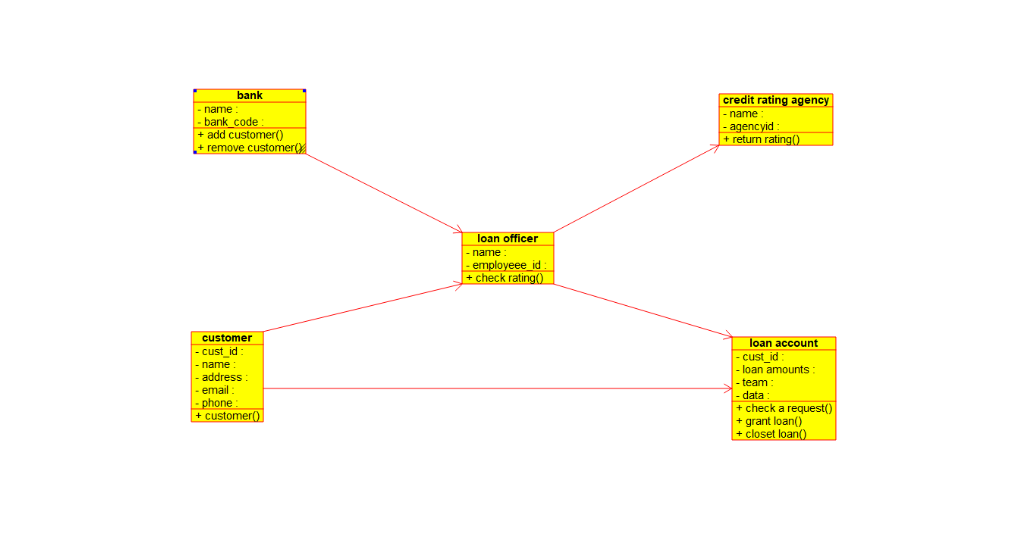 bank
- name :
- bank_code :
+ add customer()
+ remove customer()
credit rating agency
- name :
- agencyid :
+ return rating()
loan officer
- name :
- employeee_id :
+ check rating()
customer
- cust_id :
- name :
- address :
- email :
- phone :
+ customer()
loan account
- cust_id :
- loan amounts :
- team :
- data :
+ check a request()
+ grant loan()
+ closet loan()